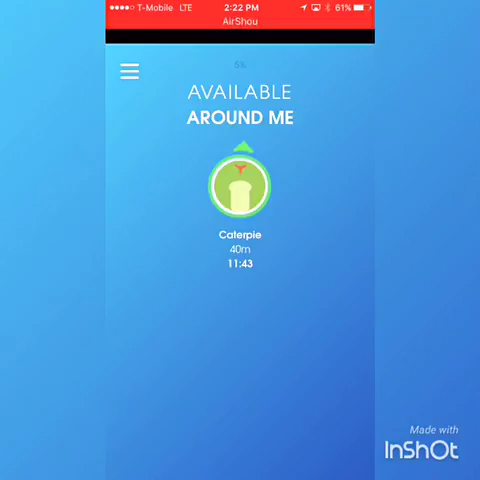 T-Mobile LTE 2:22 PM 61%
AirShou
5%
AVAILABLE
AROUND ME
Caterpie
40m
11:43
Made with
InShOt